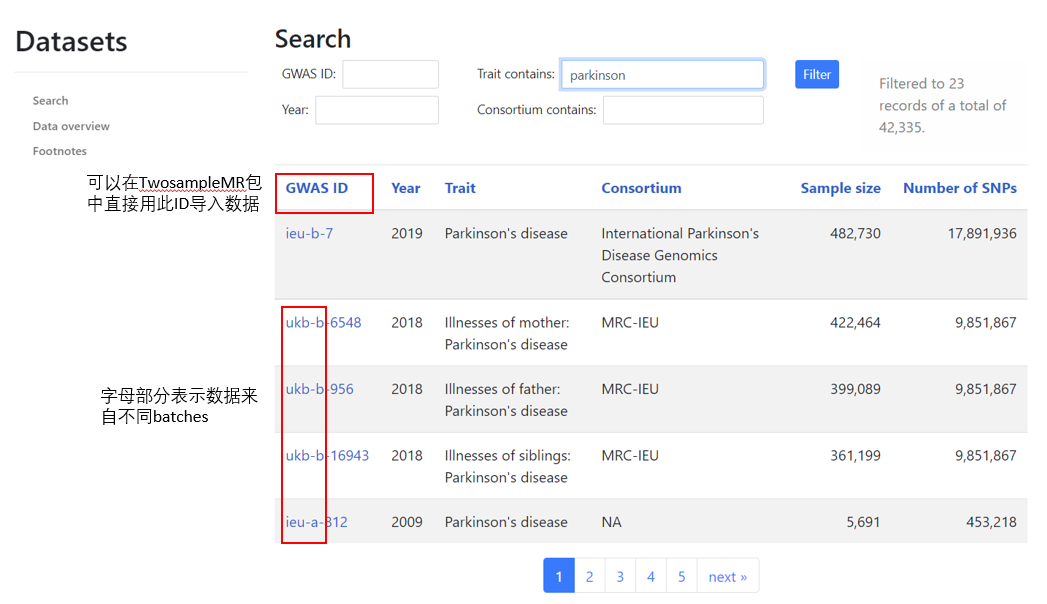 Datasets
Search
Data overview
Footnotes
Search
GWAS ID:
Trait contains: parkinson
Filter
Year:
Consortium contains:
Filtered to 23
records of a total of
42,335.
可以在TwosampleMR包
中直接用此ID导入数据
字母部分表示数据来
自不同batches
GWAS ID Year Trait Consortium Sample size Number of SNPs
ieu-b-7 2019 Parkinson's disease International Parkinson's 482,730 17,891,936
Disease Genomics
Consortium
ukb-b-6548 2018 Illnesses of mother: MRC-IEU 422,464 9,851,867
Parkinson's disease
ukb-b-956 2018 Illnesses of father: MRC-IEU 399,089 9,851,867
Parkinson's disease
ukb-b-16943 2018 Illnesses of siblings: MRC-IEU 361,199 9,851,867
Parkinson's disease
ieu-a-812 2009 Parkinson's disease NA 5,691 453,218
1 2 3 4 5 next »